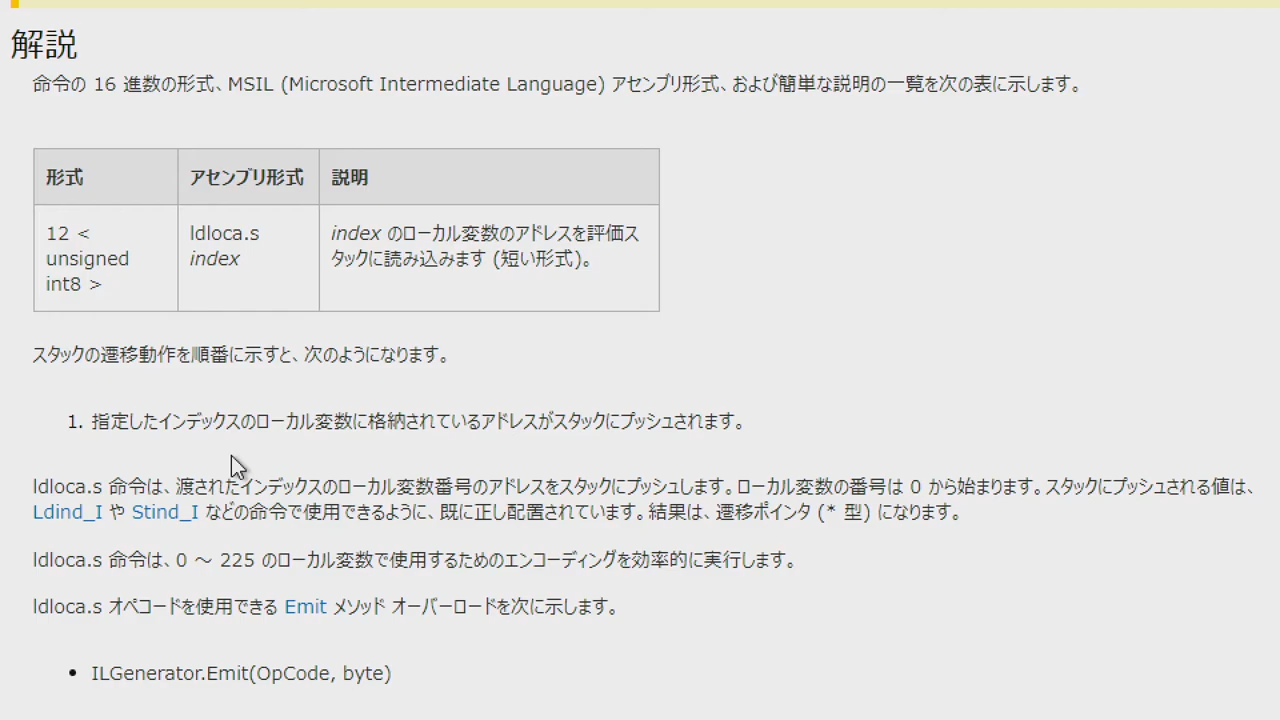 解説
命令の 16 進数の形式、MSIL (Microsoft Intermediate Language) アセンブリ形式、および簡単な説明の一覧を次の表に示します。
形式 アセンブリ形式 説明
12 < unsigned int8 >
ldloca.s index
index のローカル変数のアドレスを評価ス
タックに読み込みます (短い形式)。
スタックの遷移動作を順番に示すと、次のようになります。
1. 指定したインデックスのローカル変数に格納されているアドレスがスタックにプッシュされます。
ldloca.s 命令は、渡されたインデックスのローカル変数番号のアドレスをスタックにプッシュします。ローカル変数の番号は 0 から始まります。スタックにプッシュされる値は、
Ldind_I や Stind_I などの命令で使用できるように、既に正し配置されています。結果は、遷移ポインタ (* 型) になります。
ldloca.s 命令は、0 ～ 225 のローカル変数で使用するためのエンコーディングを効率的に実行します。
ldloca.s オペコードを使用できる Emit メソッド オーバーロードを次に示します。
• ILGenerator.Emit(OpCode, byte)